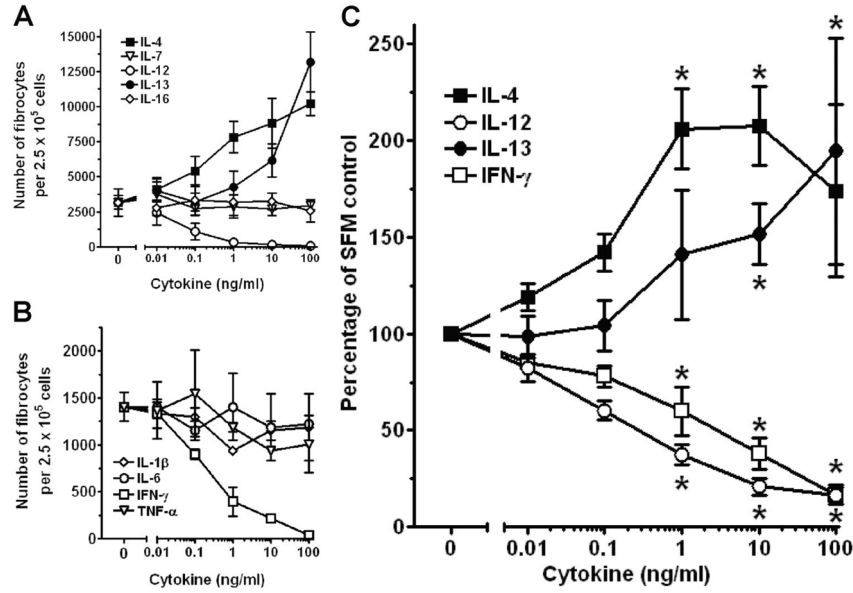 A
Number of fibrocytes
per 2.5 x 10⁵ cells
15000
12500
10000
7500
5000
2500
0
IL-4
IL-7
IL-12
IL-13
IL-16
0 0.01 0.1 1 10 100
Cytokine (ng/ml)
B
Number of fibrocytes
per 2.5 x 10⁵ cells
2000
1500
1000
500
0
IL-1β
IL-6
IFN-γ
TNF-α
0 0.01 0.1 1 10 100
Cytokine (ng/ml)
C
Percentage of SFM control
250
200
150
100
50
0
IL-4
IL-12
IL-13
IFN-γ
* * *
*
* *
* * *
*
0 0.01 0.1 1 10 100
Cytokine (ng/ml)